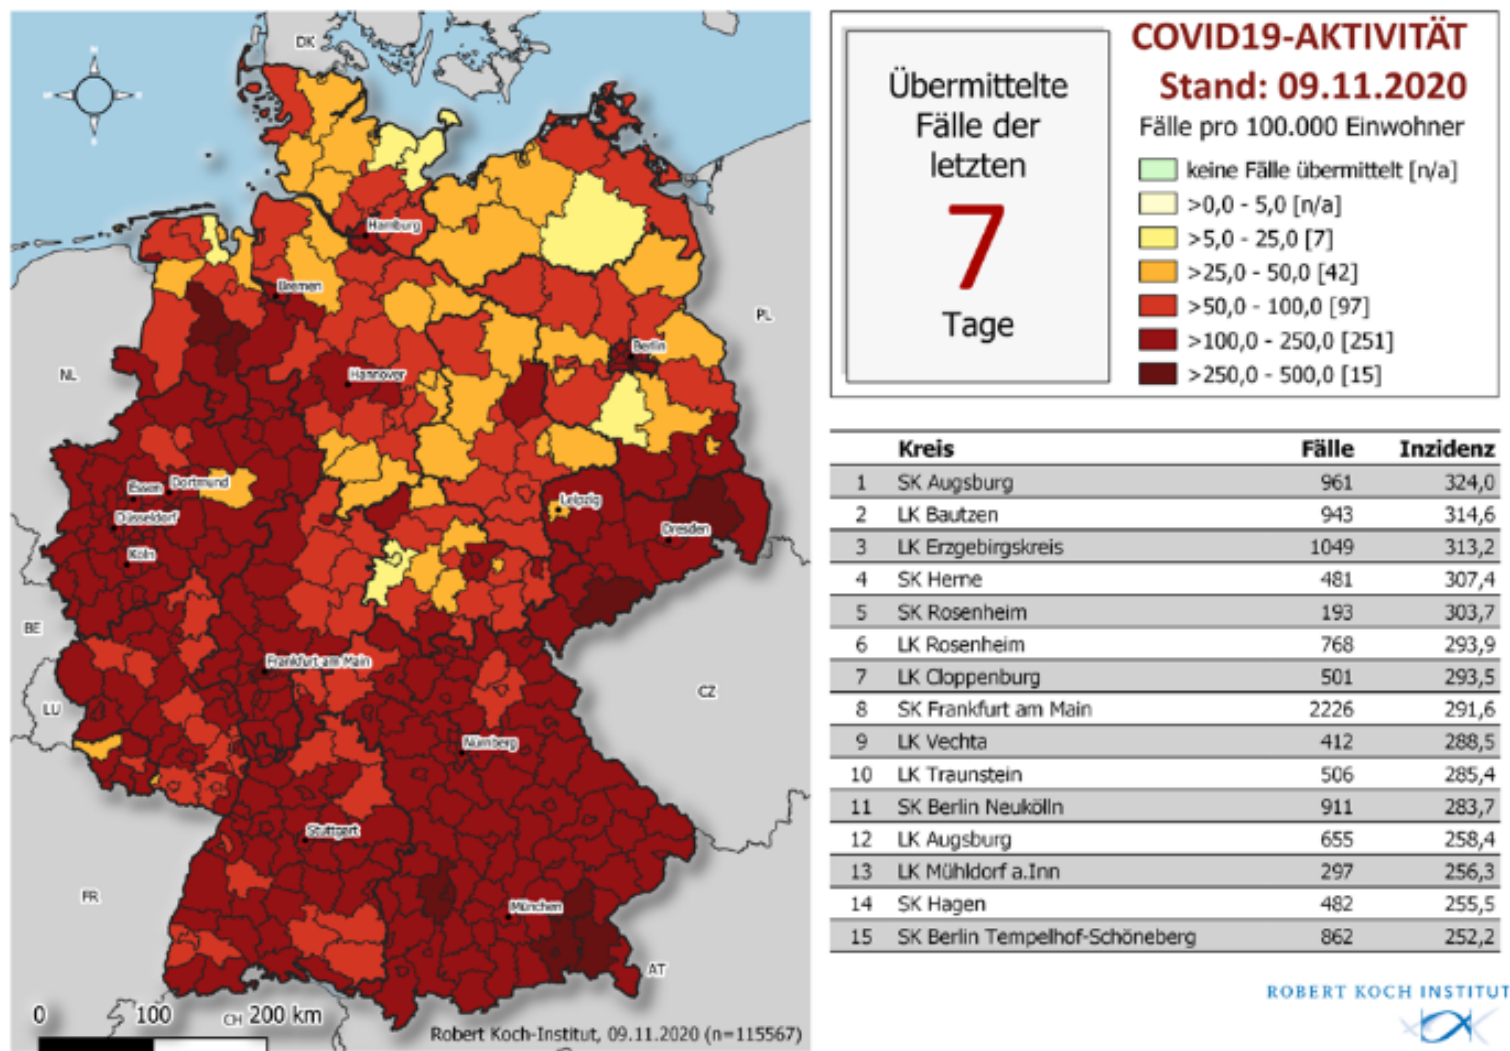 DK
Hamburg
Bremen
PL
Berlin
NL
Hannover
Essen
Dortmund
Leipzig
Düsseldorf
Dresden
Köln
BE
Frankfurt am Main
CZ
LU
Nürnberg
Stuttgart
FR
München
AT
0 100 CH 200 km
Robert Koch-Institut, 09.11.2020 (n=115567)
Übermittelte
Fälle der
letzten
7
Tage
COVID19-AKTIVITÄT
Stand: 09.11.2020
Fälle pro 100.000 Einwohner
keine Fälle übermittelt [n/a]
>0,0 - 5,0 [n/a]
>5,0 - 25,0 [7]
>25,0 - 50,0 [42]
>50,0 - 100,0 [97]
>100,0 - 250,0 [251]
>250,0 - 500,0 [15]
Kreis Fälle Inzidenz
1 SK Augsburg 961 324,0
2 LK Bautzen 943 314,6
3 LK Erzgebirgskreis 1049 313,2
4 SK Herne 481 307,4
5 SK Rosenheim 193 303,7
6 LK Rosenheim 768 293,9
7 LK Cloppenburg 501 293,5
8 SK Frankfurt am Main 2226 291,6
9 LK Vechta 412 288,5
10 LK Traunstein 506 285,4
11 SK Berlin Neukölln 911 283,7
12 LK Augsburg 655 258,4
13 LK Mühldorf a.Inn 297 256,3
14 SK Hagen 482 255,5
15 SK Berlin Tempelhof-Schöneberg 862 252,2
ROBERT KOCH INSTITUT